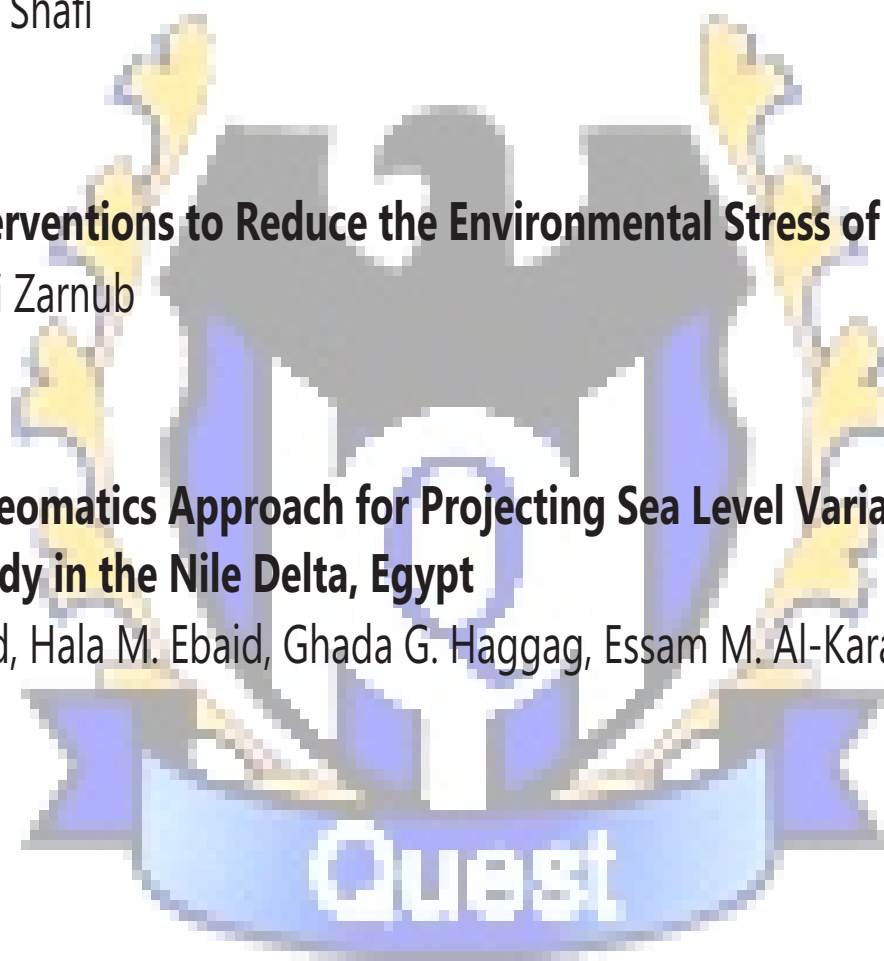 Shafi
erventions to Reduce the Environmental Stress of
i Zarnub
eomatics Approach for Projecting Sea Level Varia
dy in the Nile Delta, Egypt
d, Hala M. Ebaid, Ghada G. Haggag, Essam M. Al-Kara
Q
Quest